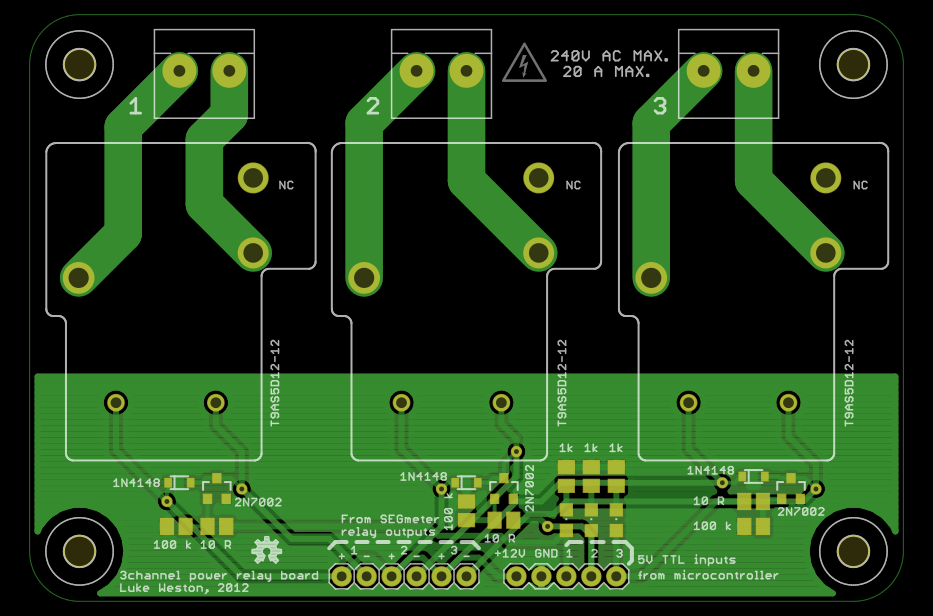 240V AC MAX.
20 A MAX.
1
2
3
NC
NC
NC
T9AS5D12-12
T9AS5D12-12
T9AS5D12-12
1k 1k 1k
1N4148
2N7002
100 k 10 R
1N4148
2N7002
100 k
10 R
1N4148
10 R
2N7002
100 k
From SEGmeter
relay outputs
1 2 3
+ - + - + -
+12V GND 1 2 3
5V TTL inputs
from microcontroller
3channel power relay board
Luke Weston, 2012